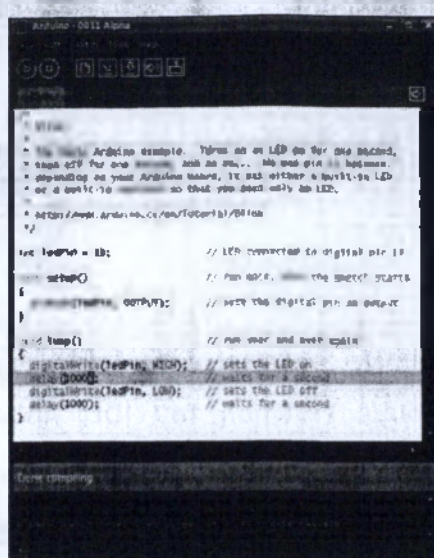 Arduino - 0011 Alpha
* Blink
* The basic Arduino example. Turns on an LED on for one second,
* then off for one second, and so on... We use pin 13 because,
* depending on your Arduino board, it has either a built-in LED
* or a built-in so that you need only an LED.
*
* http://www.arduino.cc/en/Tutorial/Blink
*/
int ledPin = 13; // LED connected to digital pin 13
void setup() // run once, when the sketch starts
{
pinMode(ledPin, OUTPUT); // sets the digital pin as output
}
void loop() // run over and over again
{
digitalWrite(ledPin, HIGH); // sets the LED on
delay(1000); // waits for a second
digitalWrite(ledPin, LOW); // sets the LED off
delay(1000); // waits for a second
}
Done compiling.